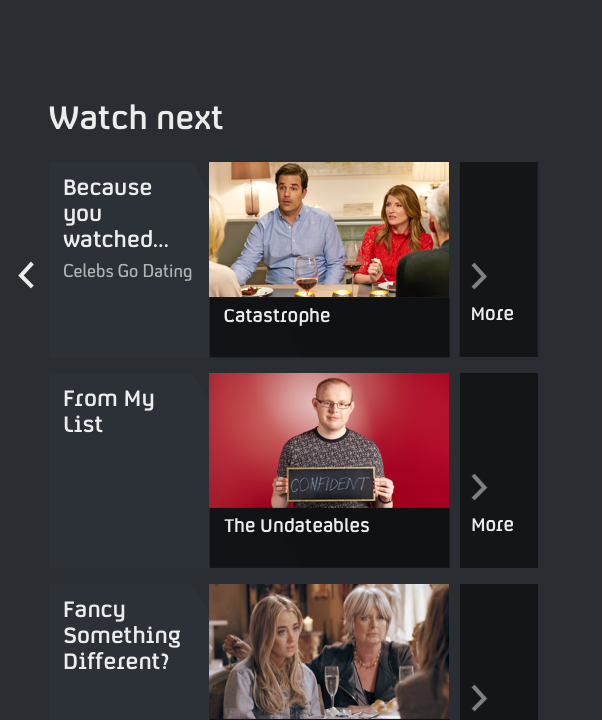 Watch next
Because
you
watched...
Celebs Go Dating
Catastrophe
More
From My
List
CONFIDENT
The Undateables
More
Fancy
Something
Different?